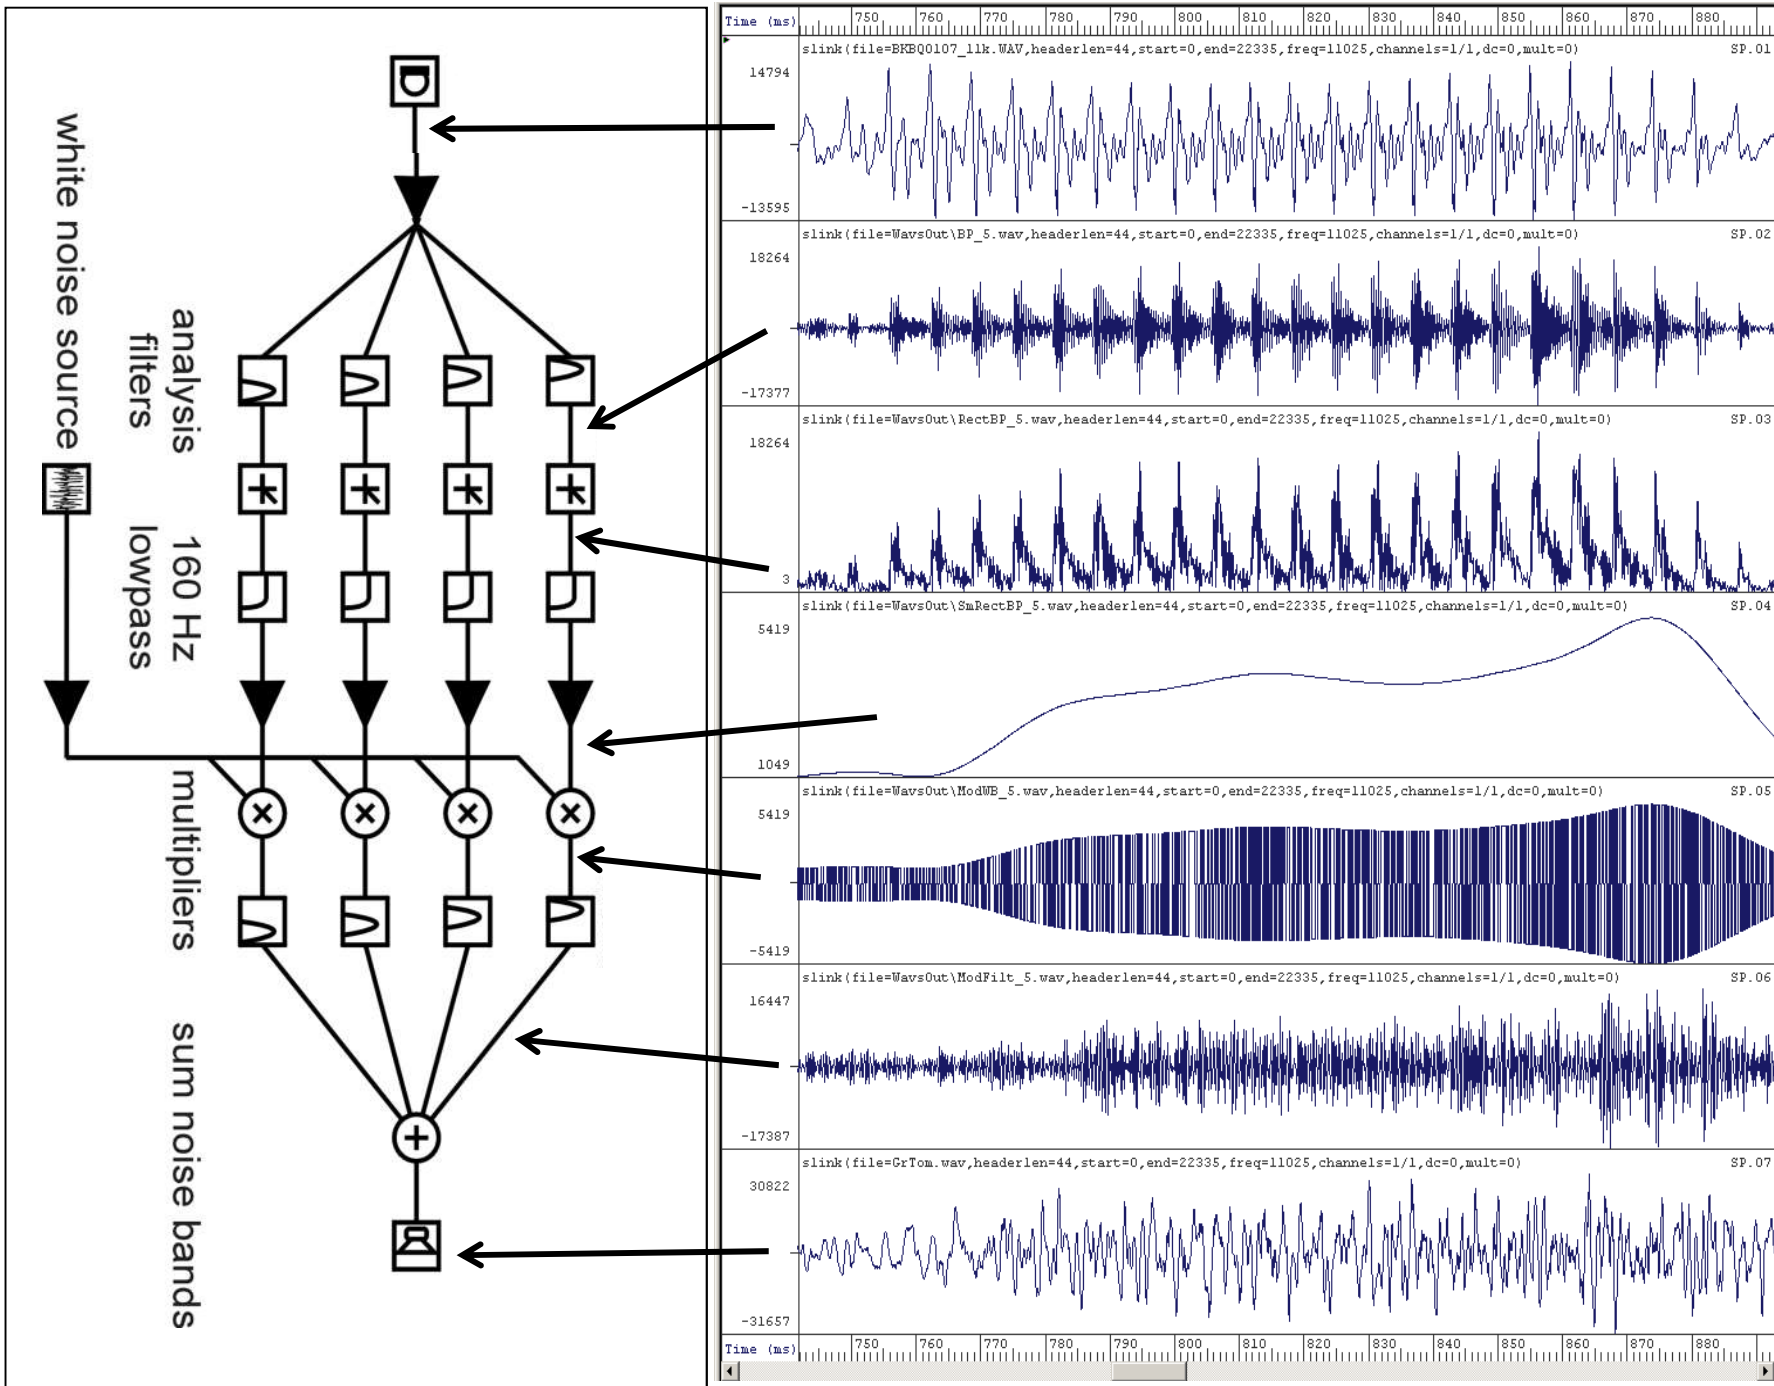 white noise source
analysis
filters
160 Hz
lowpass
multipliers
sum noise bands
Time (ms) 750 760 770 780 790 800 810 820 830 840 850 860 870 880
slink(file=BKBQ0107_11k.WAV,headerlen=44,start=0,end=22335,freq=11025,channels=1/1,dc=0,mult=0) SP.01
14794
-13595
slink(file=WavsOut\BP_5.wav,headerlen=44,start=0,end=22335,freq=11025,channels=1/1,dc=0,mult=0) SP.02
18264
-17377
slink(file=WavsOut\RectBP_5.wav,headerlen=44,start=0,end=22335,freq=11025,channels=1/1,dc=0,mult=0) SP.03
18264
3
slink(file=WavsOut\SmRectBP_5.wav,headerlen=44,start=0,end=22335,freq=11025,channels=1/1,dc=0,mult=0) SP.04
5419
1049
slink(file=WavsOut\ModWB_5.wav,headerlen=44,start=0,end=22335,freq=11025,channels=1/1,dc=0,mult=0) SP.05
5419
-5419
slink(file=WavsOut\ModFilt_5.wav,headerlen=44,start=0,end=22335,freq=11025,channels=1/1,dc=0,mult=0) SP.06
16447
-17387
slink(file=GrTom.wav,headerlen=44,start=0,end=22335,freq=11025,channels=1/1,dc=0,mult=0) SP.07
30822
-31657
Time (ms) 750 760 770 780 790 800 810 820 830 840 850 860 870 880